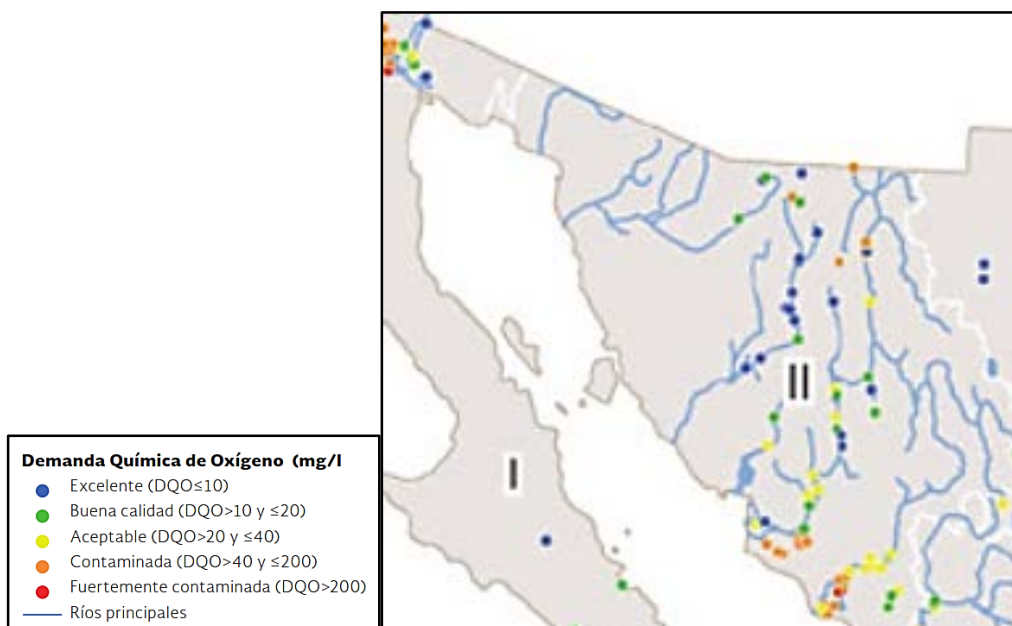 I
II
Demanda Química de Oxígeno (mg/l
Excelente (DQO≤10)
Buena calidad (DQO>10 y ≤20)
Aceptable (DQO>20 y ≤40)
Contaminada (DQO>40 y ≤200)
Fuertemente contaminada (DQO>200)
Ríos principales